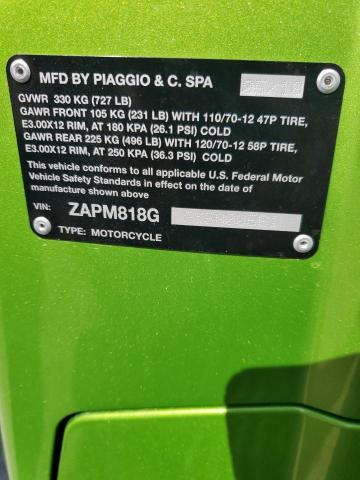 MFD BY PIAGGIO & C. SPA
GVWR 330 KG (727 LB)
GAWR FRONT 105 KG (231 LB) WITH 110/70-12 47P TIRE,
E3.00X12 RIM, AT 180 KPA (26.1 PSI) COLD
GAWR REAR 225 KG (496 LB) WITH 120/70-12 58P TIRE,
E3.00X12 RIM, AT 250 KPA (36.3 PSI) COLD
This vehicle conforms to all applicable U.S. Federal Motor
Vehicle Safety Standards in effect on the date of
manufacture shown above
VIN: ZAPM818G
TYPE: MOTORCYCLE